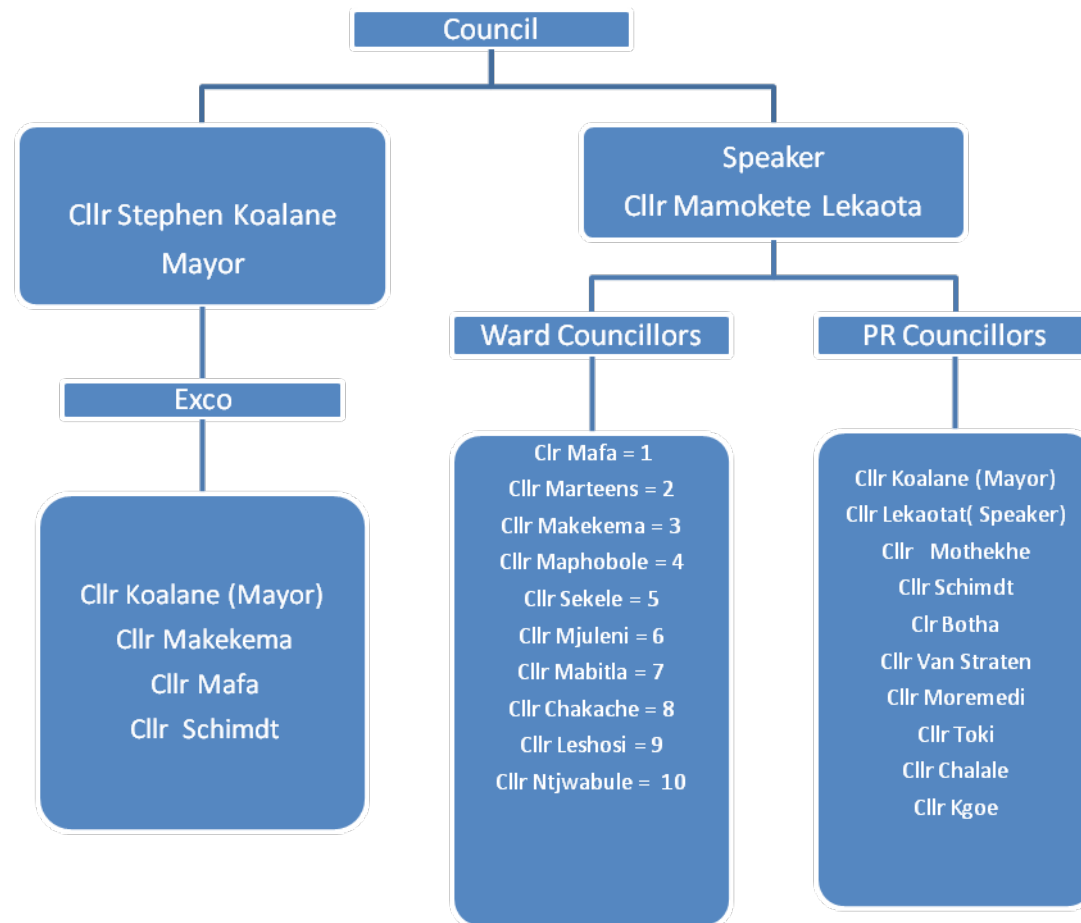 Council
Cllr Stephen Koalane
Mayor
Speaker
Cllr Mamokete Lekaota
Exco
Cllr Koalane (Mayor)
Cllr Makekema
Cllr Mafa
Cllr Schimdt
Ward Councillors
Clr Mafa = 1
Cllr Marteens = 2
Cllr Makekema = 3
Cllr Maphobole = 4
Cllr Sekele = 5
Cllr Mjuleni = 6
Cllr Mabitla = 7
Cllr Chakache = 8
Cllr Leshosi = 9
Cllr Ntjwabule = 10
PR Councillors
Cllr Koalane (Mayor)
Cllr Lekaotat( Speaker)
Cllr Mothekhe
Cllr Schimdt
Clr Botha
Cllr Van Straten
Cllr Moremedi
Cllr Toki
Cllr Chalale
Cllr Kgoe